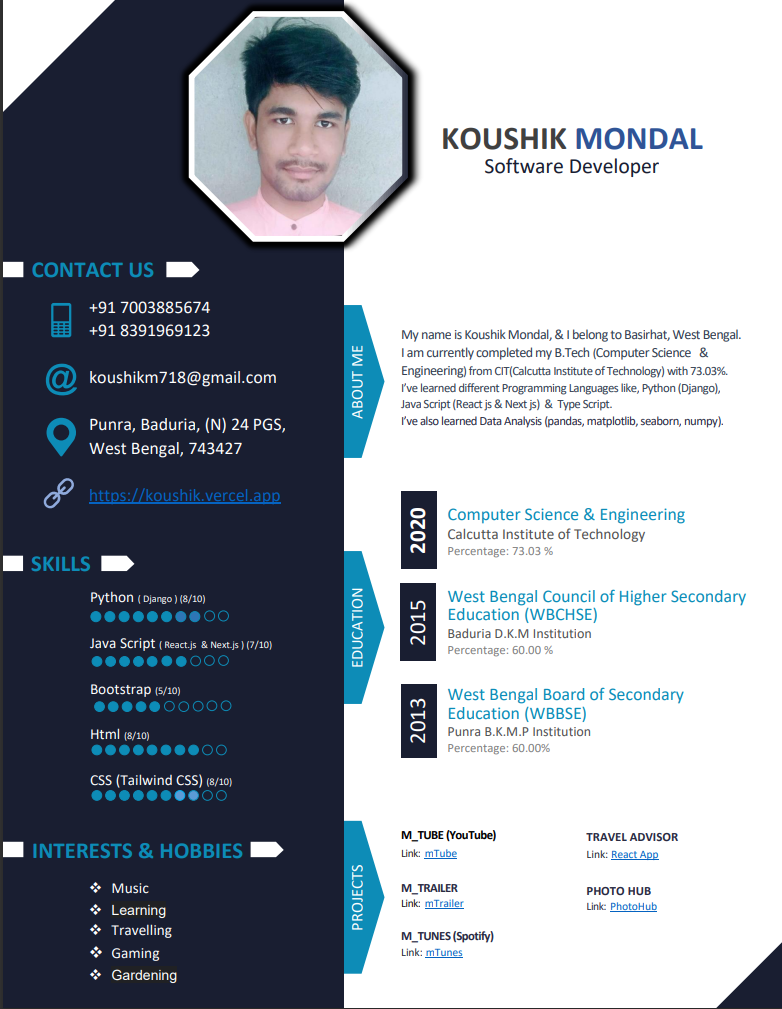 KOUSHIK MONDAL
Software Developer
CONTACT US
+91 7003885674
+91 8391969123
koushikm718@gmail.com
Punra, Baduria, (N) 24 PGS,
West Bengal, 743427
https://koushik.vercel.app
SKILLS
Python ( Django ) (8/10)
Java Script ( React.js & Next.js ) (7/10)
Bootstrap (5/10)
Html (8/10)
CSS (Tailwind CSS) (8/10)
INTERESTS & HOBBIES
Music
Learning
Travelling
Gaming
Gardening
ABOUT ME
My name is Koushik Mondal, & I belong to Basirhat, West Bengal.
I am currently completed my B.Tech (Computer Science &
Engineering) from CIT(Calcutta Institute of Technology) with 73.03%.
I've learned different Programming Languages like, Python (Django),
Java Script (React js & Next js) & Type Script.
I've also learned Data Analysis (pandas, matplotlib, seaborn, numpy).
EDUCATION
2020
Computer Science & Engineering
Calcutta Institute of Technology
Percentage: 73.03 %
2015
West Bengal Council of Higher Secondary
Education (WBCHSE)
Baduria D.K.M Institution
Percentage: 60.00 %
2013
West Bengal Board of Secondary
Education (WBBSE)
Punra B.K.M.P Institution
Percentage: 60.00%
PROJECTS
M_TUBE (YouTube)
Link: mTube
M_TRAILER
Link: mTrailer
M_TUNES (Spotify)
Link: mTunes
TRAVEL ADVISOR
Link: React App
PHOTO HUB
Link: PhotoHub